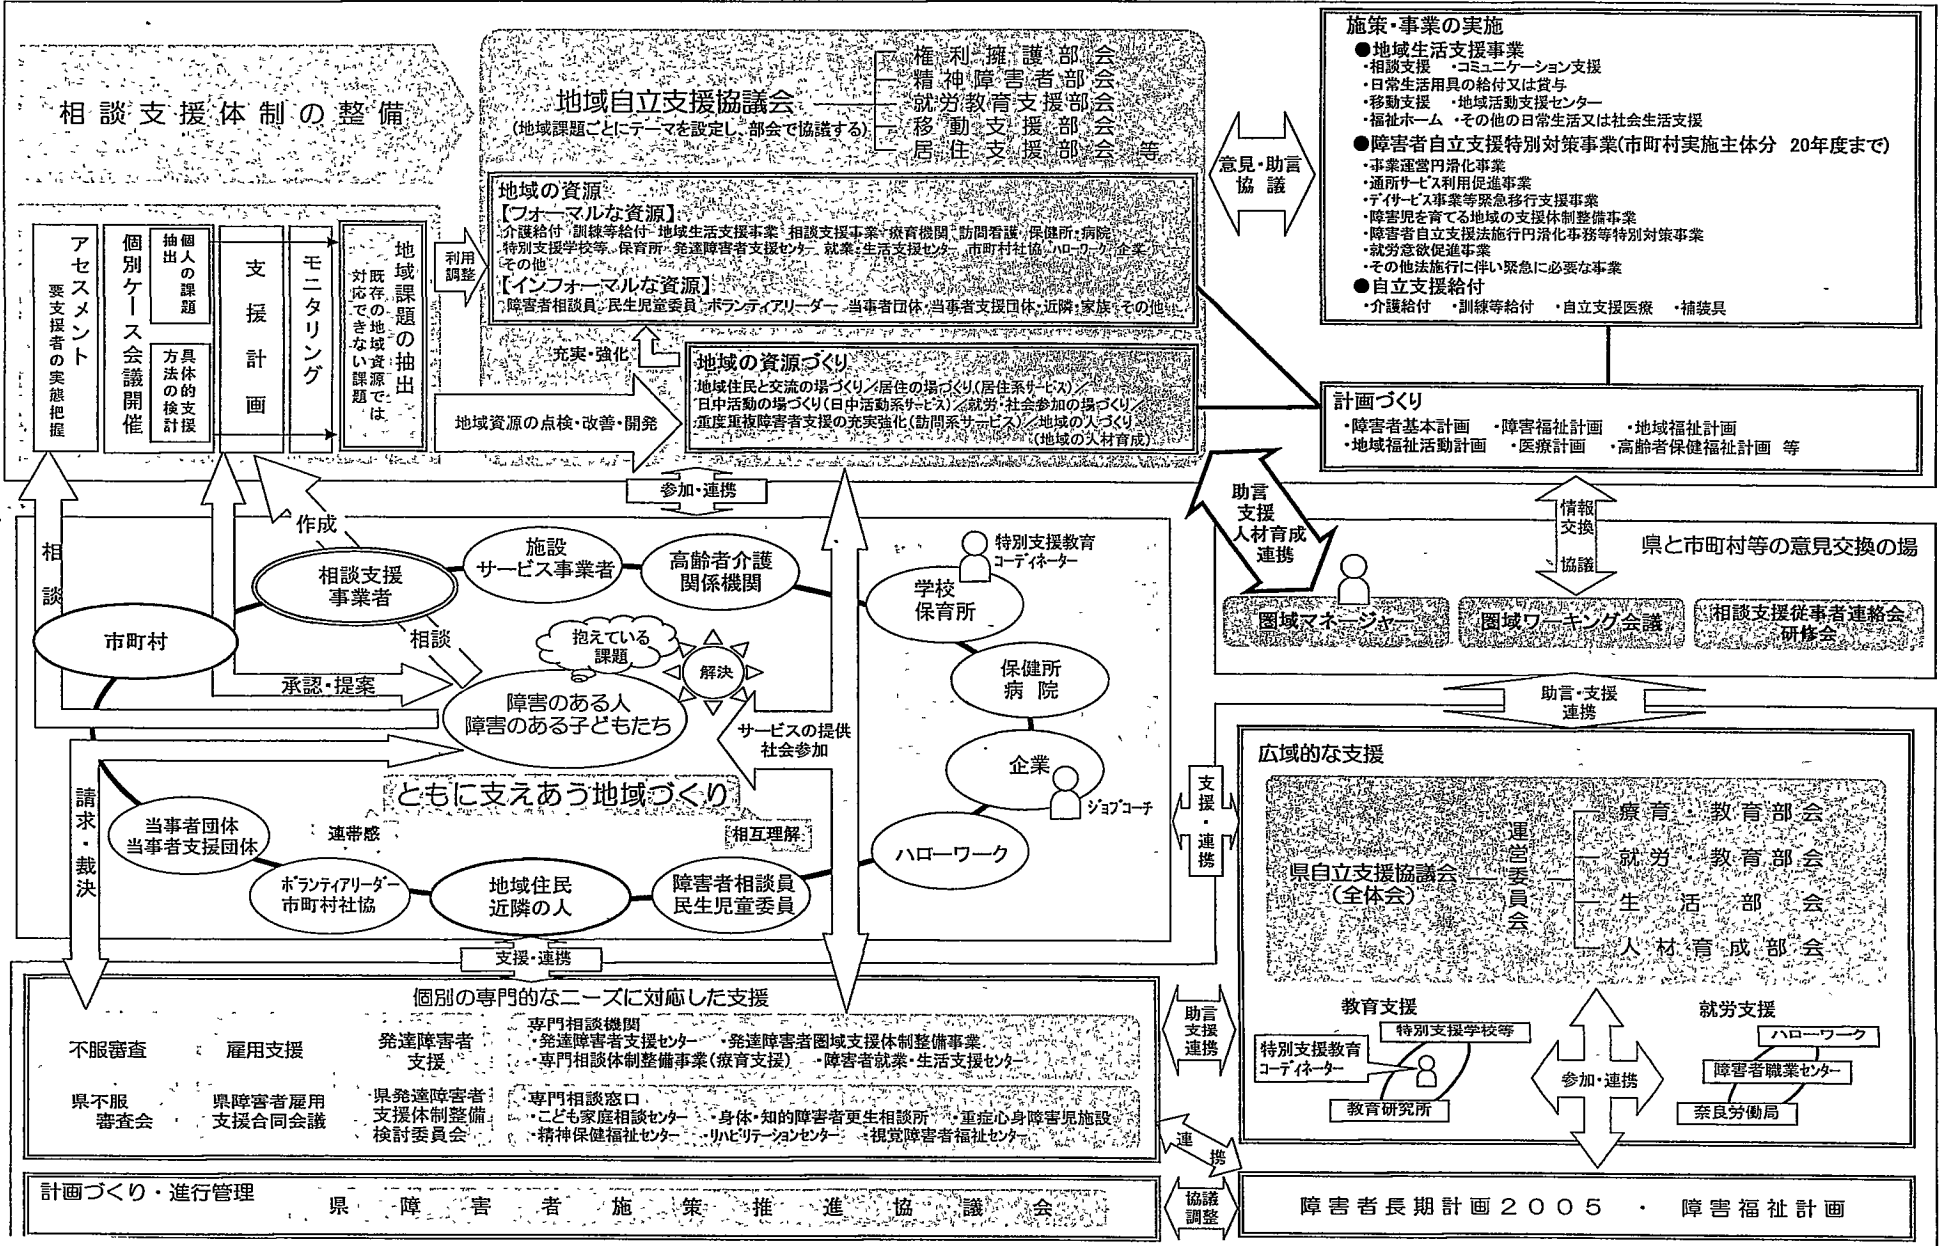 相談支援体制の整備
地域自立支援協議会
(地域課題ごとにテーマを設定し、部会で協議する)
権利擁護部会
精神障害者部会
就労教育支援部会
移動支援部会
居住支援部会 等
意見・助言
協議
施策・事業の実施
●地域生活支援事業
・相談支援 ・コミュニケーション支援
・日常生活用具の給付又は貸与
・移動支援 ・地域活動支援センター
・福祉ホーム ・その他の日常生活又は社会生活支援
●障害者自立支援特別対策事業(市町村実施主体分 20年度まで)
・事業運営円滑化事業
・通所サービス利用促進事業
・デイサービス事業等緊急移行支援事業
・障害児を育てる地域の支援体制整備事業
・障害者自立支援法施行円滑化事務等特別対策事業
・就労意欲促進事業
・その他法施行に伴い緊急に必要な事業
●自立支援給付
・介護給付 ・訓練等給付 ・自立支援医療 ・補装具
アセスメント
要支援者の実態把握
個別ケース会議開催
個人の課題
抽出
具体的支援
方法の検討
支援計画
モニタリング
地域課題の抽出
既存の地域資源では
対応できない課題
利用
調整
地域の資源
【フォーマルな資源】
介護給付 訓練等給付 地域生活支援事業 相談支援事業 療育機関 訪問看護 保健所・病院
特別支援学校等 保育所 発達障害者支援センター 就業・生活支援センター 市町村社協 ハローワーク 企業
その他
【インフォーマルな資源】
障害者相談員 民生児童委員 ボランティアリーダー 当事者団体・当事者支援団体・近隣・家族 その他
充実・強化
地域の資源づくり
地域住民と交流の場づくり/居住の場づくり(居住系サービス)/
日中活動の場づくり(日中活動系サービス)/就労・社会参加の場づくり/
重度重複障害者支援の充実強化(訪問系サービス)/地域の人づくり
(地域の人材育成)
地域資源の点検・改善・開発
計画づくり
・障害者基本計画 ・障害福祉計画 ・地域福祉計画
・地域福祉活動計画 ・医療計画 ・高齢者保健福祉計画 等
参加・連携
助言
支援
人材育成
連携
情報
交換
協議
県と市町村等の意見交換の場
圏域マネージャー
圏域ワーキング会議
相談支援従事者連絡会
研修会
助言・支援
連携
相談
作成
相談支援
事業者
施設
サービス事業者
高齢者介護
関係機関
特別支援教育
コーディネーター
学校
保育所
市町村
相談
抱えている
課題
解決
保健所
病院
承認・提案
障害のある人
障害のある子どもたち
サービスの提供
社会参加
企業
ジョブコーチ
請求・裁決
ともに支えあう地域づくり
連帯感
相互理解
当事者団体
当事者支援団体
ハローワーク
ボランティアリーダー
市町村社協
地域住民
近隣の人
障害者相談員
民生児童委員
支援・連携
支援・連携
広域的な支援
県自立支援協議会
(全体会)
運営委員会
療育・教育部会
就労・教育部会
生活部会
人材育成部会
教育支援
特別支援学校等
特別支援教育
コーディネーター
教育研究所
参加・連携
就労支援
ハローワーク
障害者職業センター
奈良労働局
個別の専門的なニーズに対応した支援
不服審査
雇用支援
発達障害者
支援
県不服
審査会
県障害者雇用
支援合同会議
県発達障害者
支援体制整備
検討委員会
専門相談機関
・発達障害者支援センター ・発達障害者圏域支援体制整備事業
・専門相談体制整備事業(療育支援) ・障害者就業・生活支援センター
専門相談窓口
・こども家庭相談センター ・身体・知的障害者更生相談所 ・重症心身障害児施設
・精神保健福祉センター ・リハビリテーションセンター ・視覚障害者福祉センター
助言
支援
連携
連携
計画づくり・進行管理
県障害者施策推進協議会
協議
調整
障害者長期計画2005 ・ 障害福祉計画